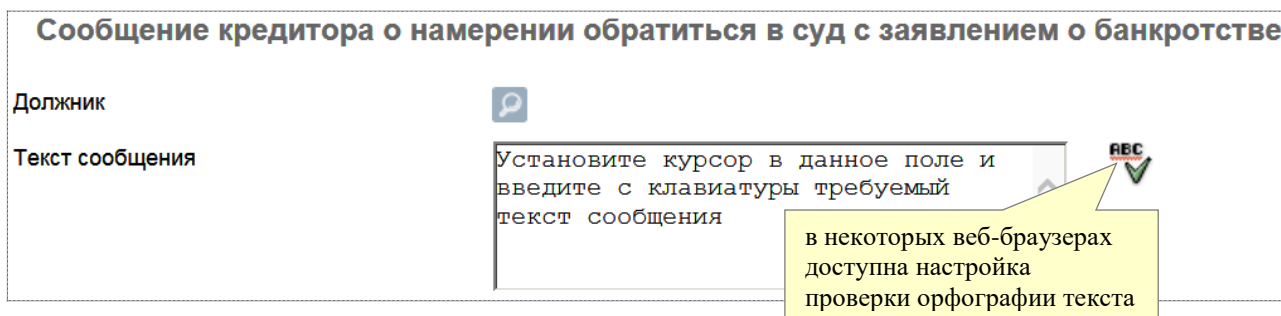 Сообщение кредитора о намерении обратиться в суд с заявлением о банкротстве
Должник
Текст сообщения
Установите курсор в данное поле и
введите с клавиатуры требуемый
текст сообщения
ABC
в некоторых веб-браузерах
доступна настройка
проверки орфографии текста